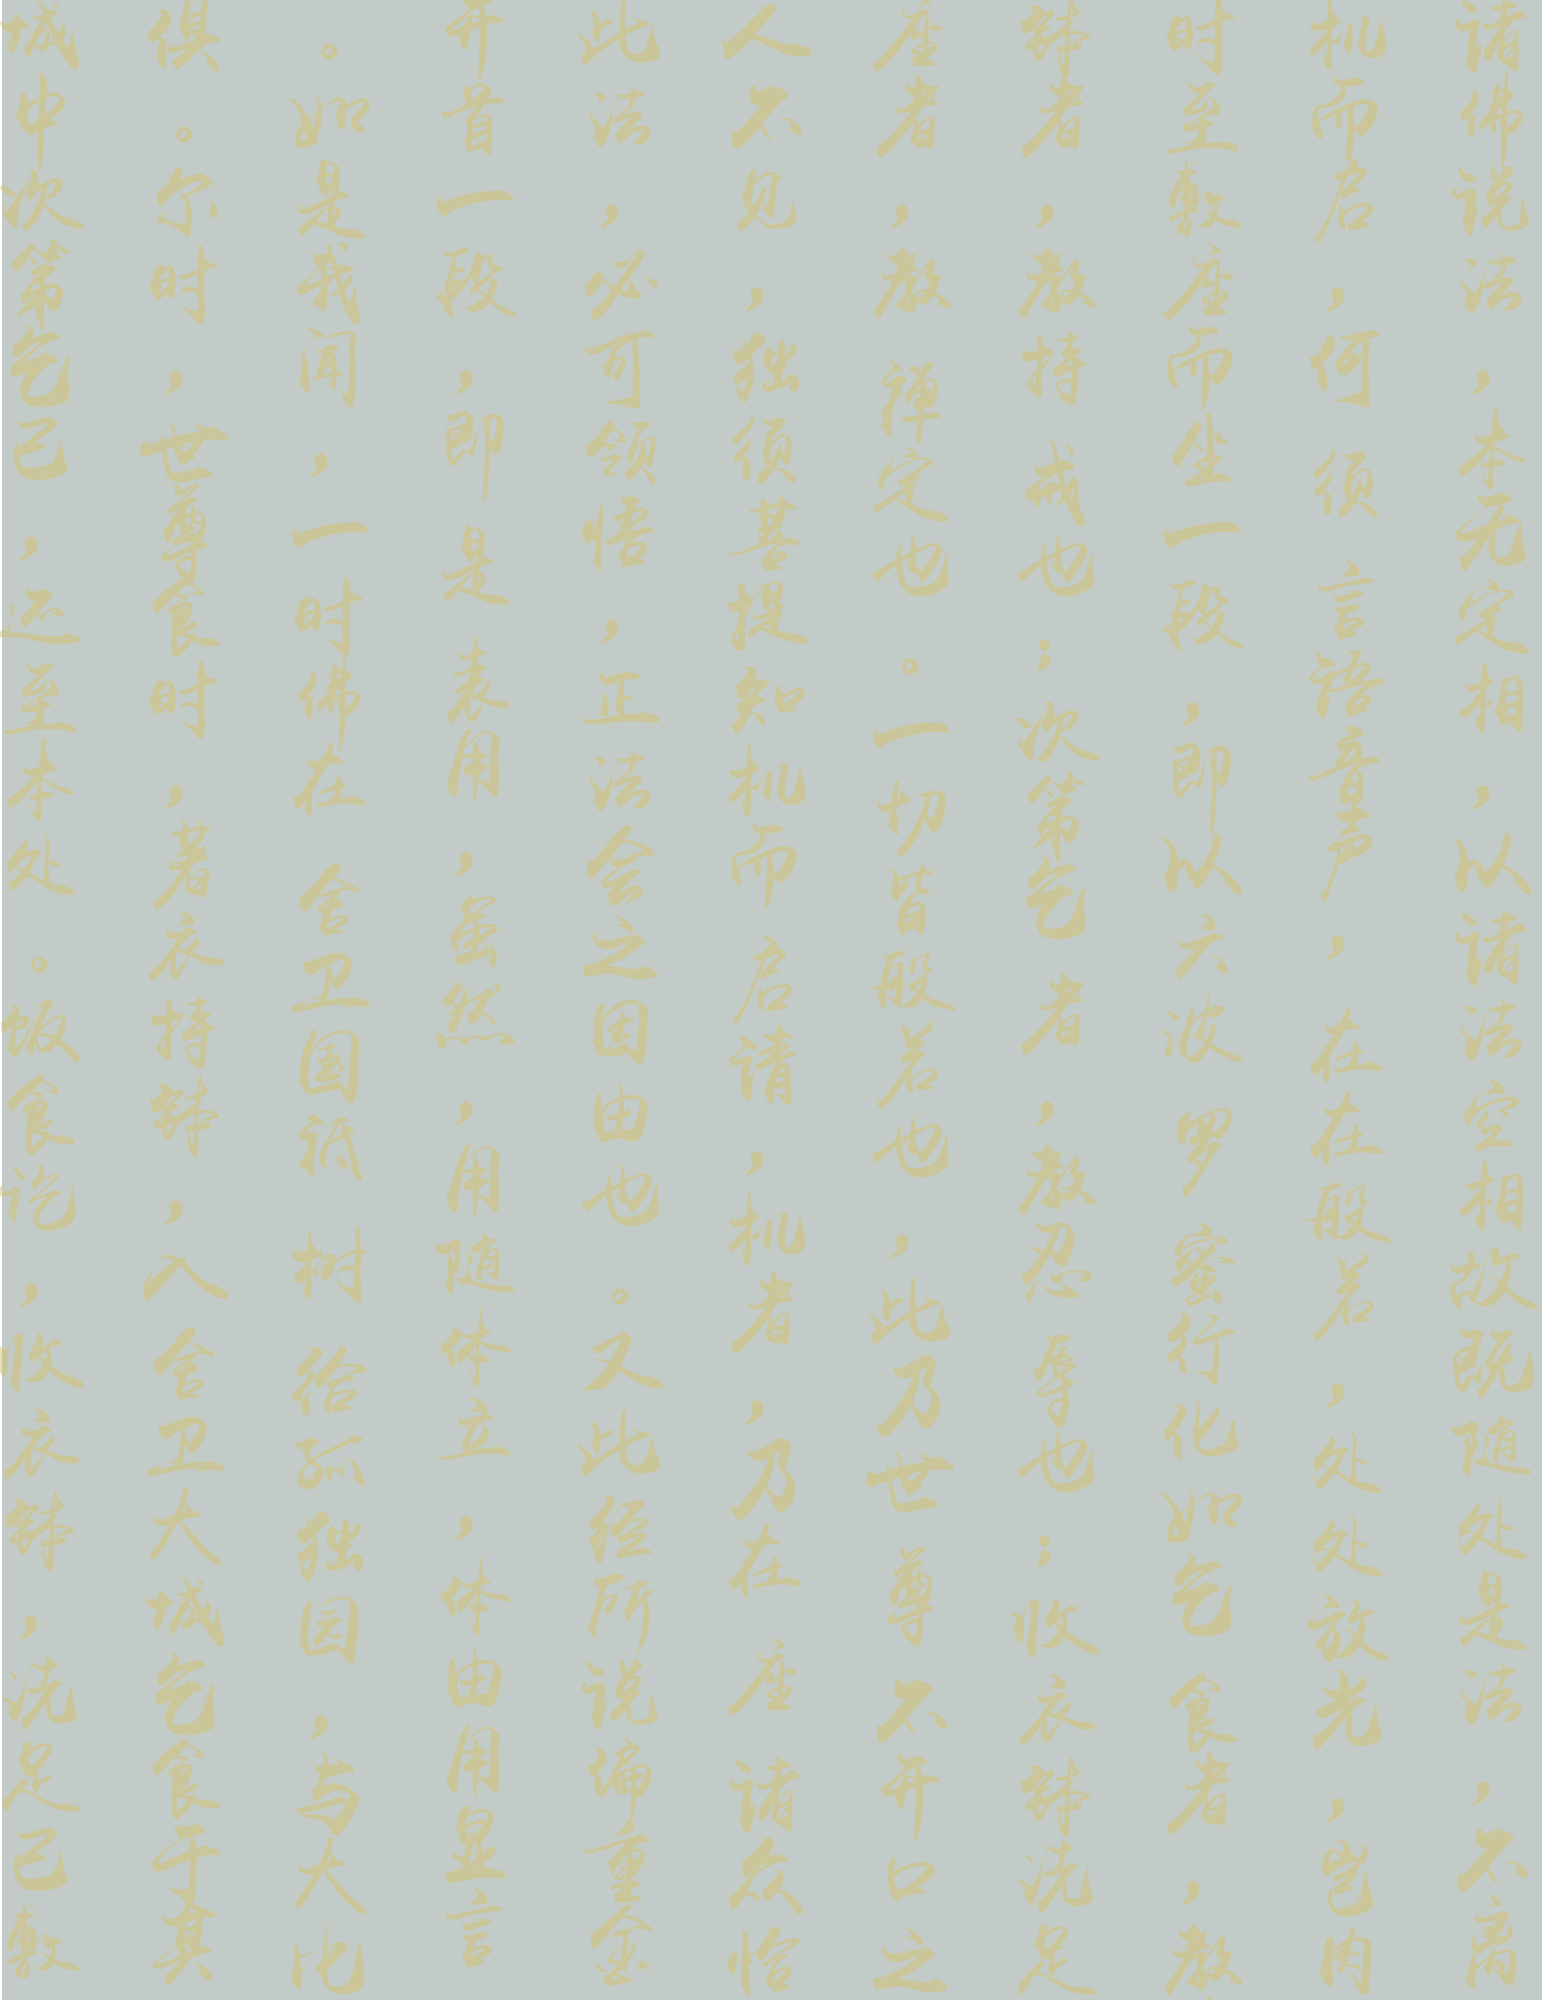 诸佛说法，本无定相，以诸法空相故既随处是法，不离
机而启，何须言语音声，在在般若，处处放光，岂肉
时至敷座而坐一段，即以六波罗蜜行化如乞食者，教
钵者，教持戒也；次第乞者，教忍辱也；收衣钵洗足
座者，教禅定也。一切皆般若也，此乃世尊不开口之
人不见，独须菩提知机而启请，机者，乃在座诸众恰
此法，必可领悟，正法会之因由也。又此经所说偏重金
开首一段，即是表用，虽然，用随体立，体由用显言
。如是我闻，一时佛在舍卫国祇树给孤独园，与大比
俱。尔时，世尊食时，著衣持钵，入舍卫大城乞食于其
城中次第乞已，还至本处。饭食讫，收衣钵，洗足已敷